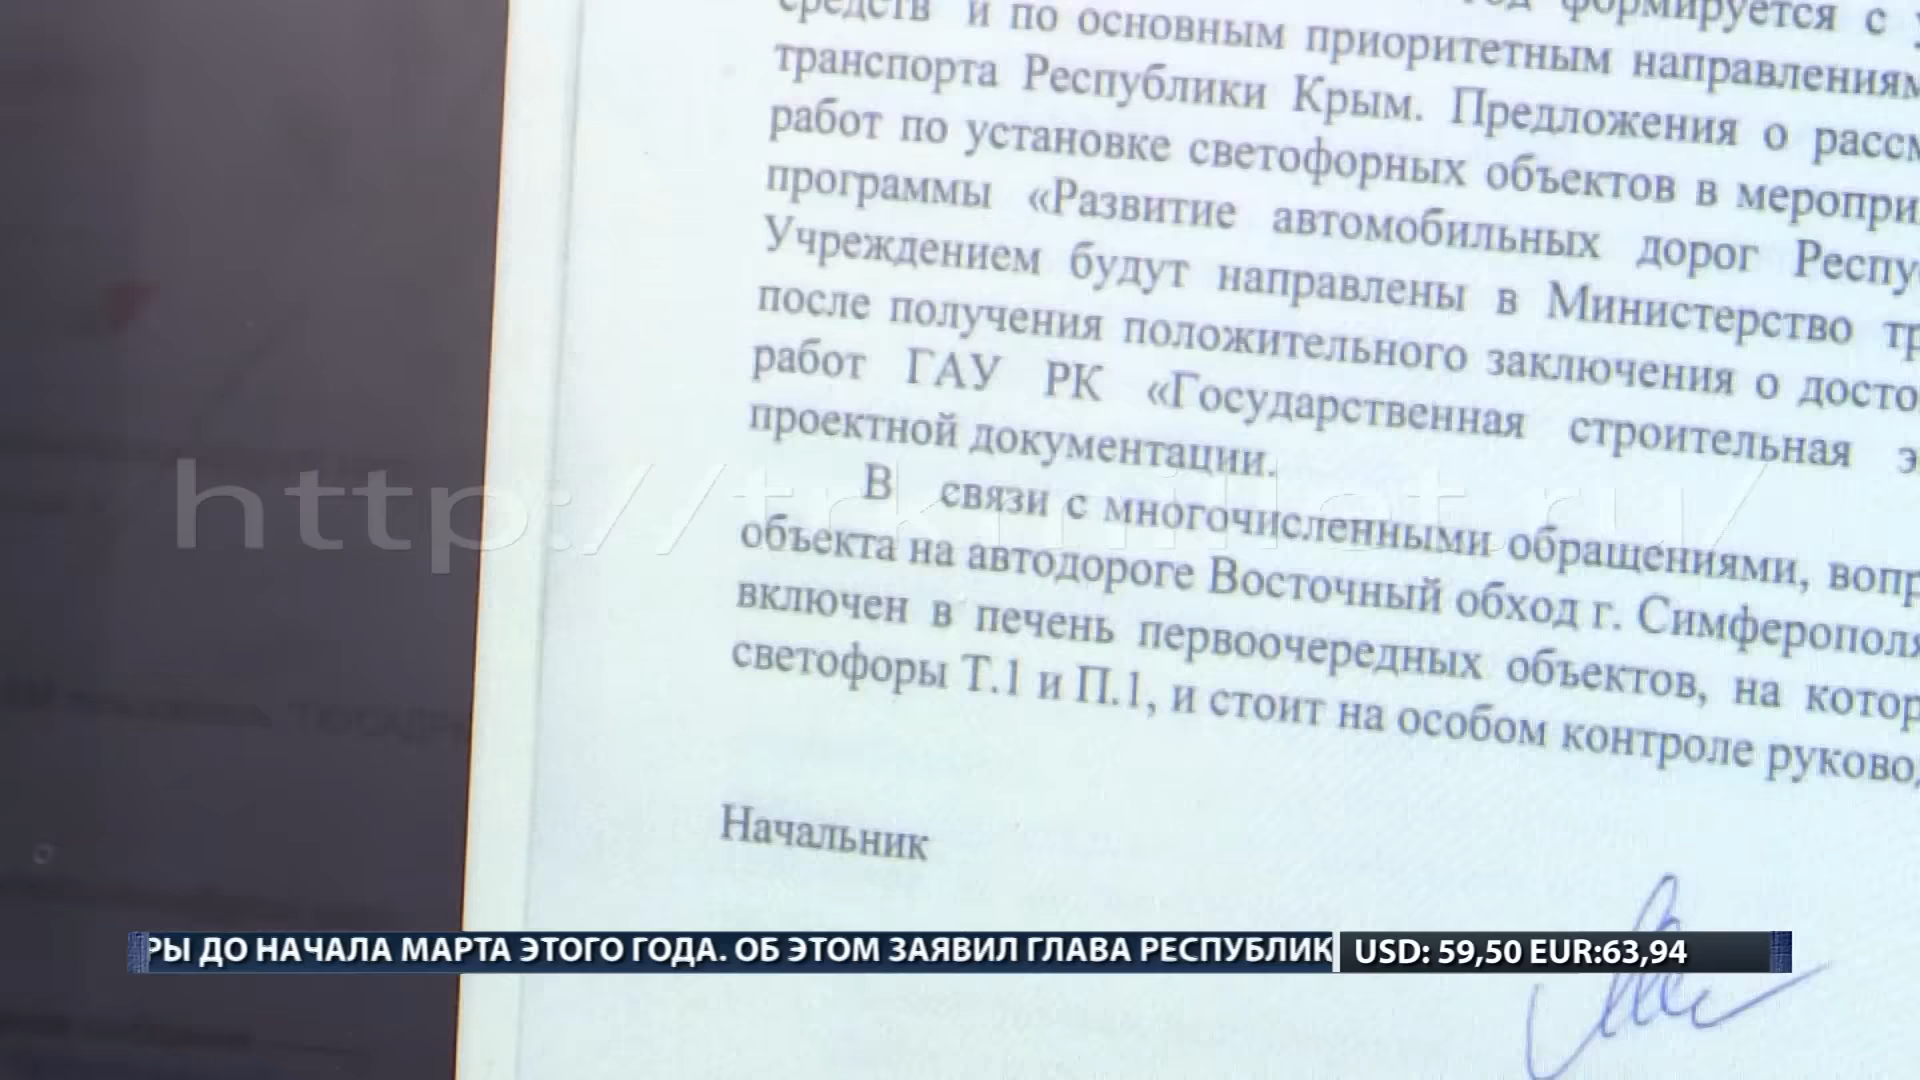 формируется с
средств и по основным приоритетным направлениям
транспорта Республики Крым. Предложения о рассм
работ по установке светофорных объектов в меропри
программы «Развитие автомобильных дорог Респу
Учреждением будут направлены в Министерство тр
после получения положительного заключения о досто
работ ГАУ РК «Государственная строительная э
проектной документации.
В связи с многочисленными обращениями, вопр
объекта на автодороге Восточный обход г. Симферополя
включен в печень первоочередных объектов, на котор
светофоры Т.1 и П.1, и стоит на особом контроле руково
Начальник
http://trkmillet.ru/
РЫ ДО НАЧАЛА МАРТА ЭТОГО ГОДА. ОБ ЭТОМ ЗАЯВИЛ ГЛАВА РЕСПУБЛИК
USD: 59,50 EUR:63,94